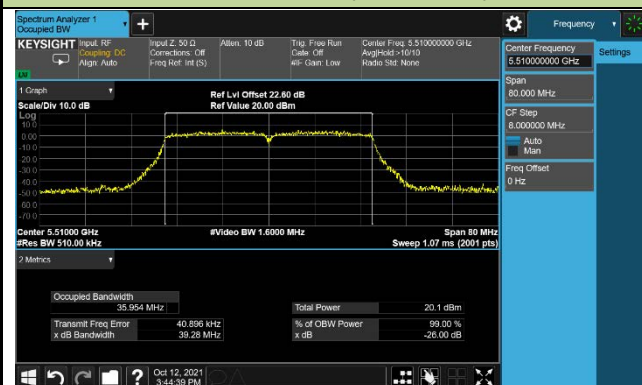 Spectrum Analyzer 1
Occupied BW
Frequency
KEYSIGHT
Input: RF
Coupling: DC
Align: Auto
Input Z: 50 Ω
Corrections: Off
Freq Ref: Int (S)
Atten: 10 dB
Trig: Free Run
Gate: Off
#IF Gain: Low
Center Freq: 5.510000000 GHz
Avg|Hold:>10/10
Radio Std: None
LXI
Center Frequency
5.510000000 GHz
Settings
Span
80.000 MHz
CF Step
8.000000 MHz
Auto
Man
Freq Offset
0 Hz
1 Graph
Scale/Div 10.0 dB
Ref Lvl Offset 22.60 dB
Ref Value 20.00 dBm
Log
10.0
0.00
-10.0
-20.0
-30.0
-40.0
-50.0
-60.0
-70.0
Center 5.51000 GHz
#Video BW 1.6000 MHz
Span 80 MHz
#Res BW 510.00 kHz
Sweep 1.07 ms (2001 pts)
2 Metrics
Occupied Bandwidth
35.954 MHz
Total Power 20.1 dBm
Transmit Freq Error 40.896 kHz
% of OBW Power 99.00 %
x dB Bandwidth 39.28 MHz
x dB -26.00 dB
?
Oct 12, 2021
3:44:39 PM